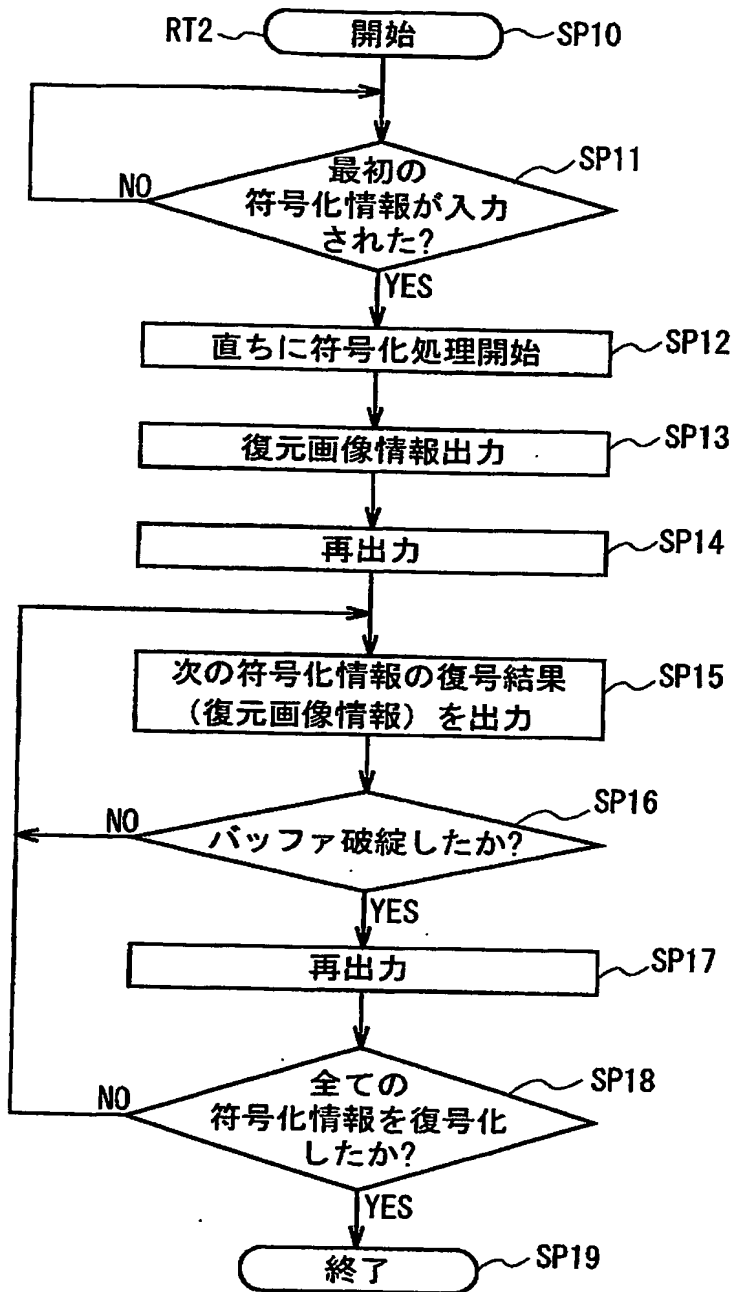 RT2
開始
SP10
最初の
符号化情報が入力
された?
SP11
NO
YES
直ちに符号化処理開始
SP12
復元画像情報出力
SP13
再出力
SP14
次の符号化情報の復号結果
(復元画像情報)を出力
SP15
バッファ破綻したか?
SP16
NO
YES
再出力
SP17
全ての
符号化情報を復号化
したか?
SP18
NO
YES
終了
SP19